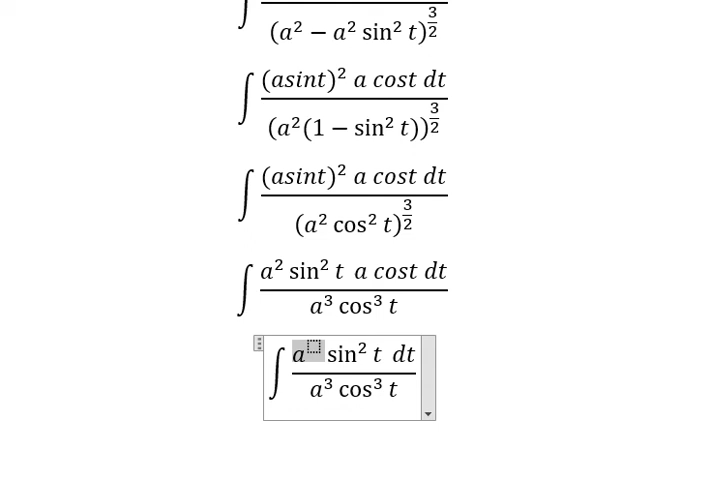 ∫ (a² − a² sin² t)^(3/2)
∫ (asint)² a cost dt / (a²(1 − sin² t))^(3/2)
∫ (asint)² a cost dt / (a² cos² t)^(3/2)
∫ a² sin² t a cost dt / a³ cos³ t
∫ a sin² t dt / a³ cos³ t